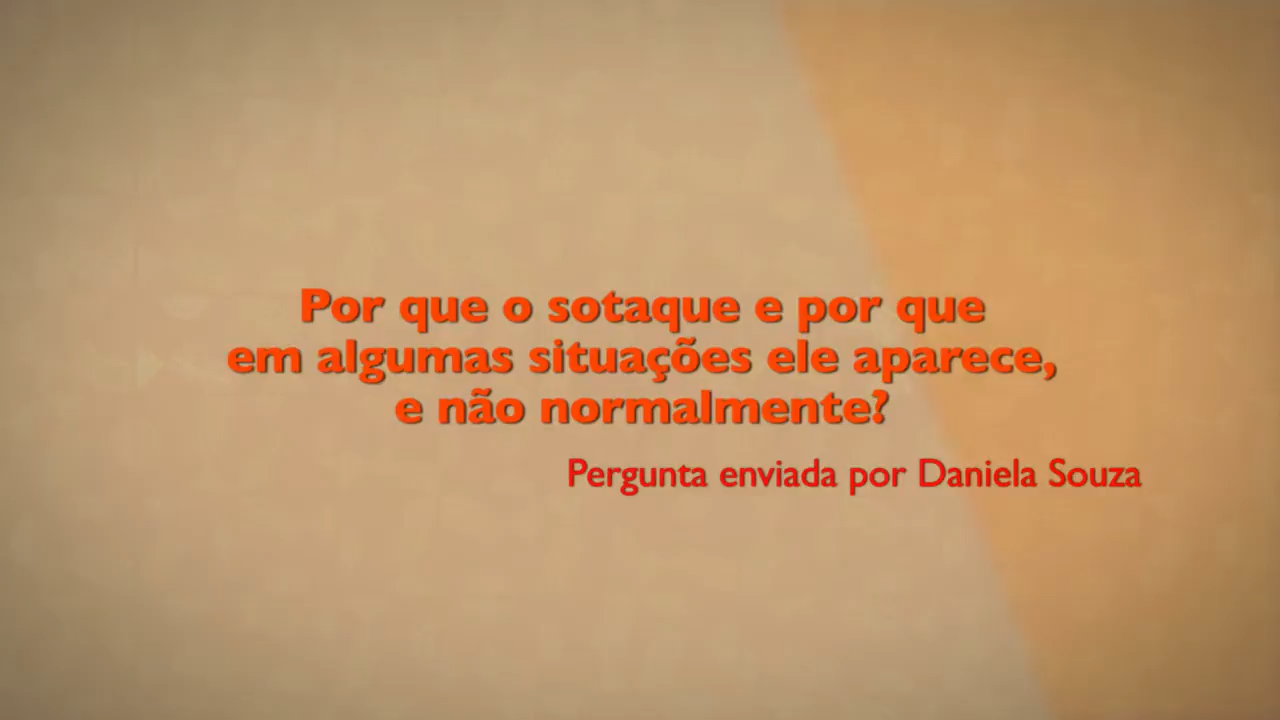 Por que o sotaque e por que
em algumas situações ele aparece,
e não normalmente?
Pergunta enviada por Daniela Souza